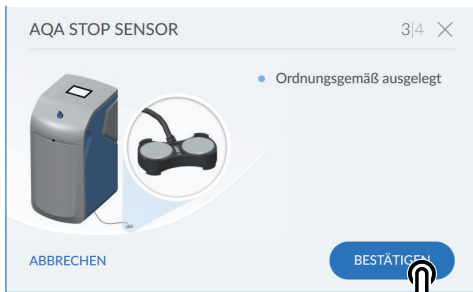 AQA STOP SENSOR 3|4
Ordnungsgemäß ausgelegt
ABBRECHEN BESTÄTIGEN